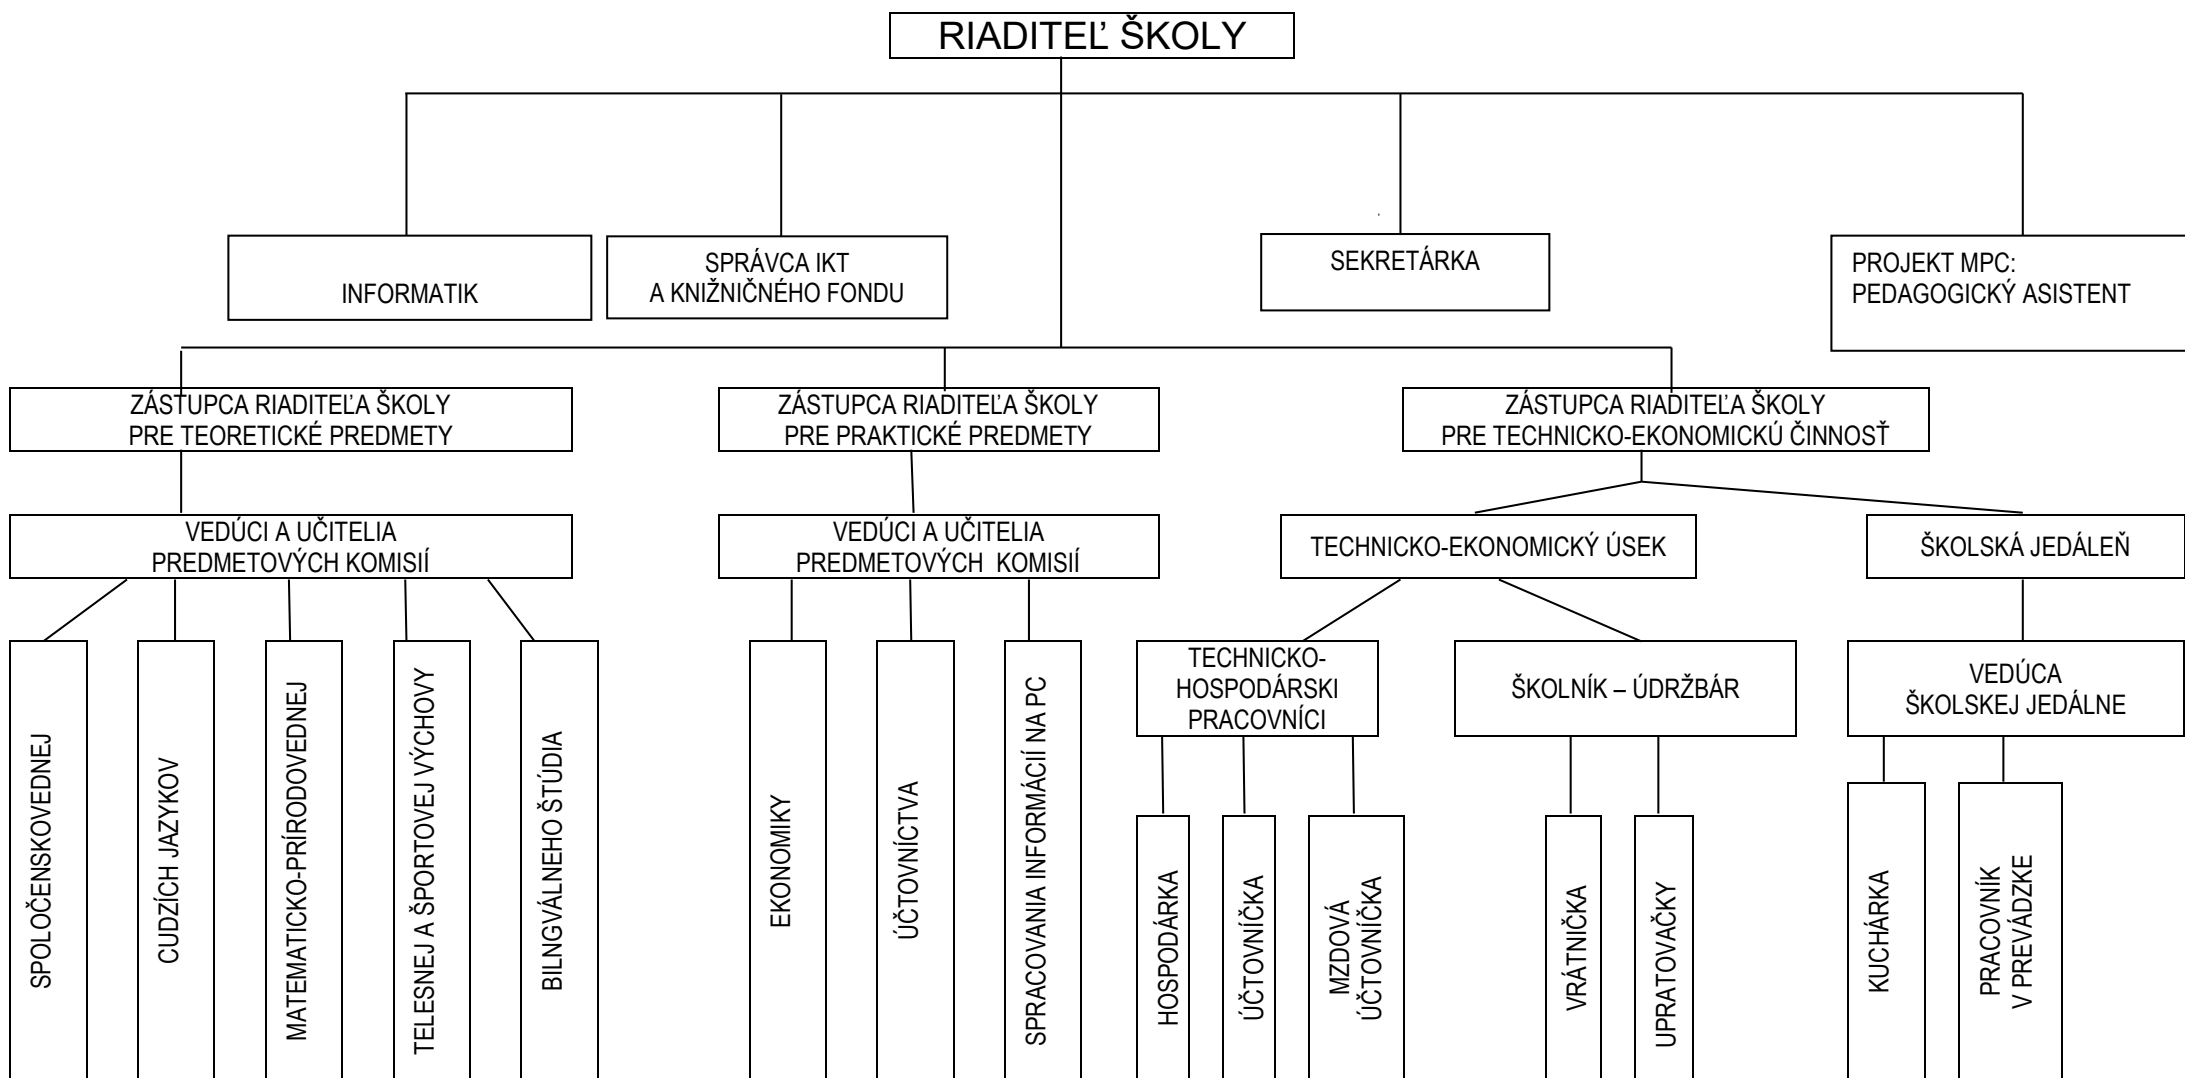 RIADITEĽ ŠKOLY
INFORMATIK
SPRÁVCA IKT
A KNIŽNIČNÉHO FONDU
SEKRETÁRKA
PROJEKT MPC:
PEDAGOGICKÝ ASISTENT
ZÁSTUPCA RIADITEĽA ŠKOLY
PRE TEORETICKÉ PREDMETY
ZÁSTUPCA RIADITEĽA ŠKOLY
PRE PRAKTICKÉ PREDMETY
ZÁSTUPCA RIADITEĽA ŠKOLY
PRE TECHNICKO-EKONOMICKÚ ČINNOSŤ
VEDÚCI A UČITELIA
PREDMETOVÝCH KOMISIÍ
VEDÚCI A UČITELIA
PREDMETOVÝCH KOMISIÍ
TECHNICKO-EKONOMICKÝ ÚSEK
ŠKOLSKÁ JEDÁLEŇ
TECHNICKO-
HOSPODÁRSKI
PRACOVNÍCI
ŠKOLNÍK – ÚDRŽBÁR
VEDÚCA
ŠKOLSKEJ JEDÁLNE
SPOLOČENSKOVEDNEJ
CUDZÍCH JAZYKOV
MATEMATICKO-PRÍRODOVEDNEJ
TELESNEJ A ŠPORTOVEJ VÝCHOVY
BILNGVÁLNEHO ŠTÚDIA
EKONOMIKY
ÚČTOVNÍCTVA
SPRACOVANIA INFORMÁCIÍ NA PC
HOSPODÁRKA
ÚČTOVNÍČKA
MZDOVÁ
ÚČTOVNÍČKA
VRÁTNIČKA
UPRATOVAČKY
KUCHÁRKA
PRACOVNÍK
V PREVÁDZKE